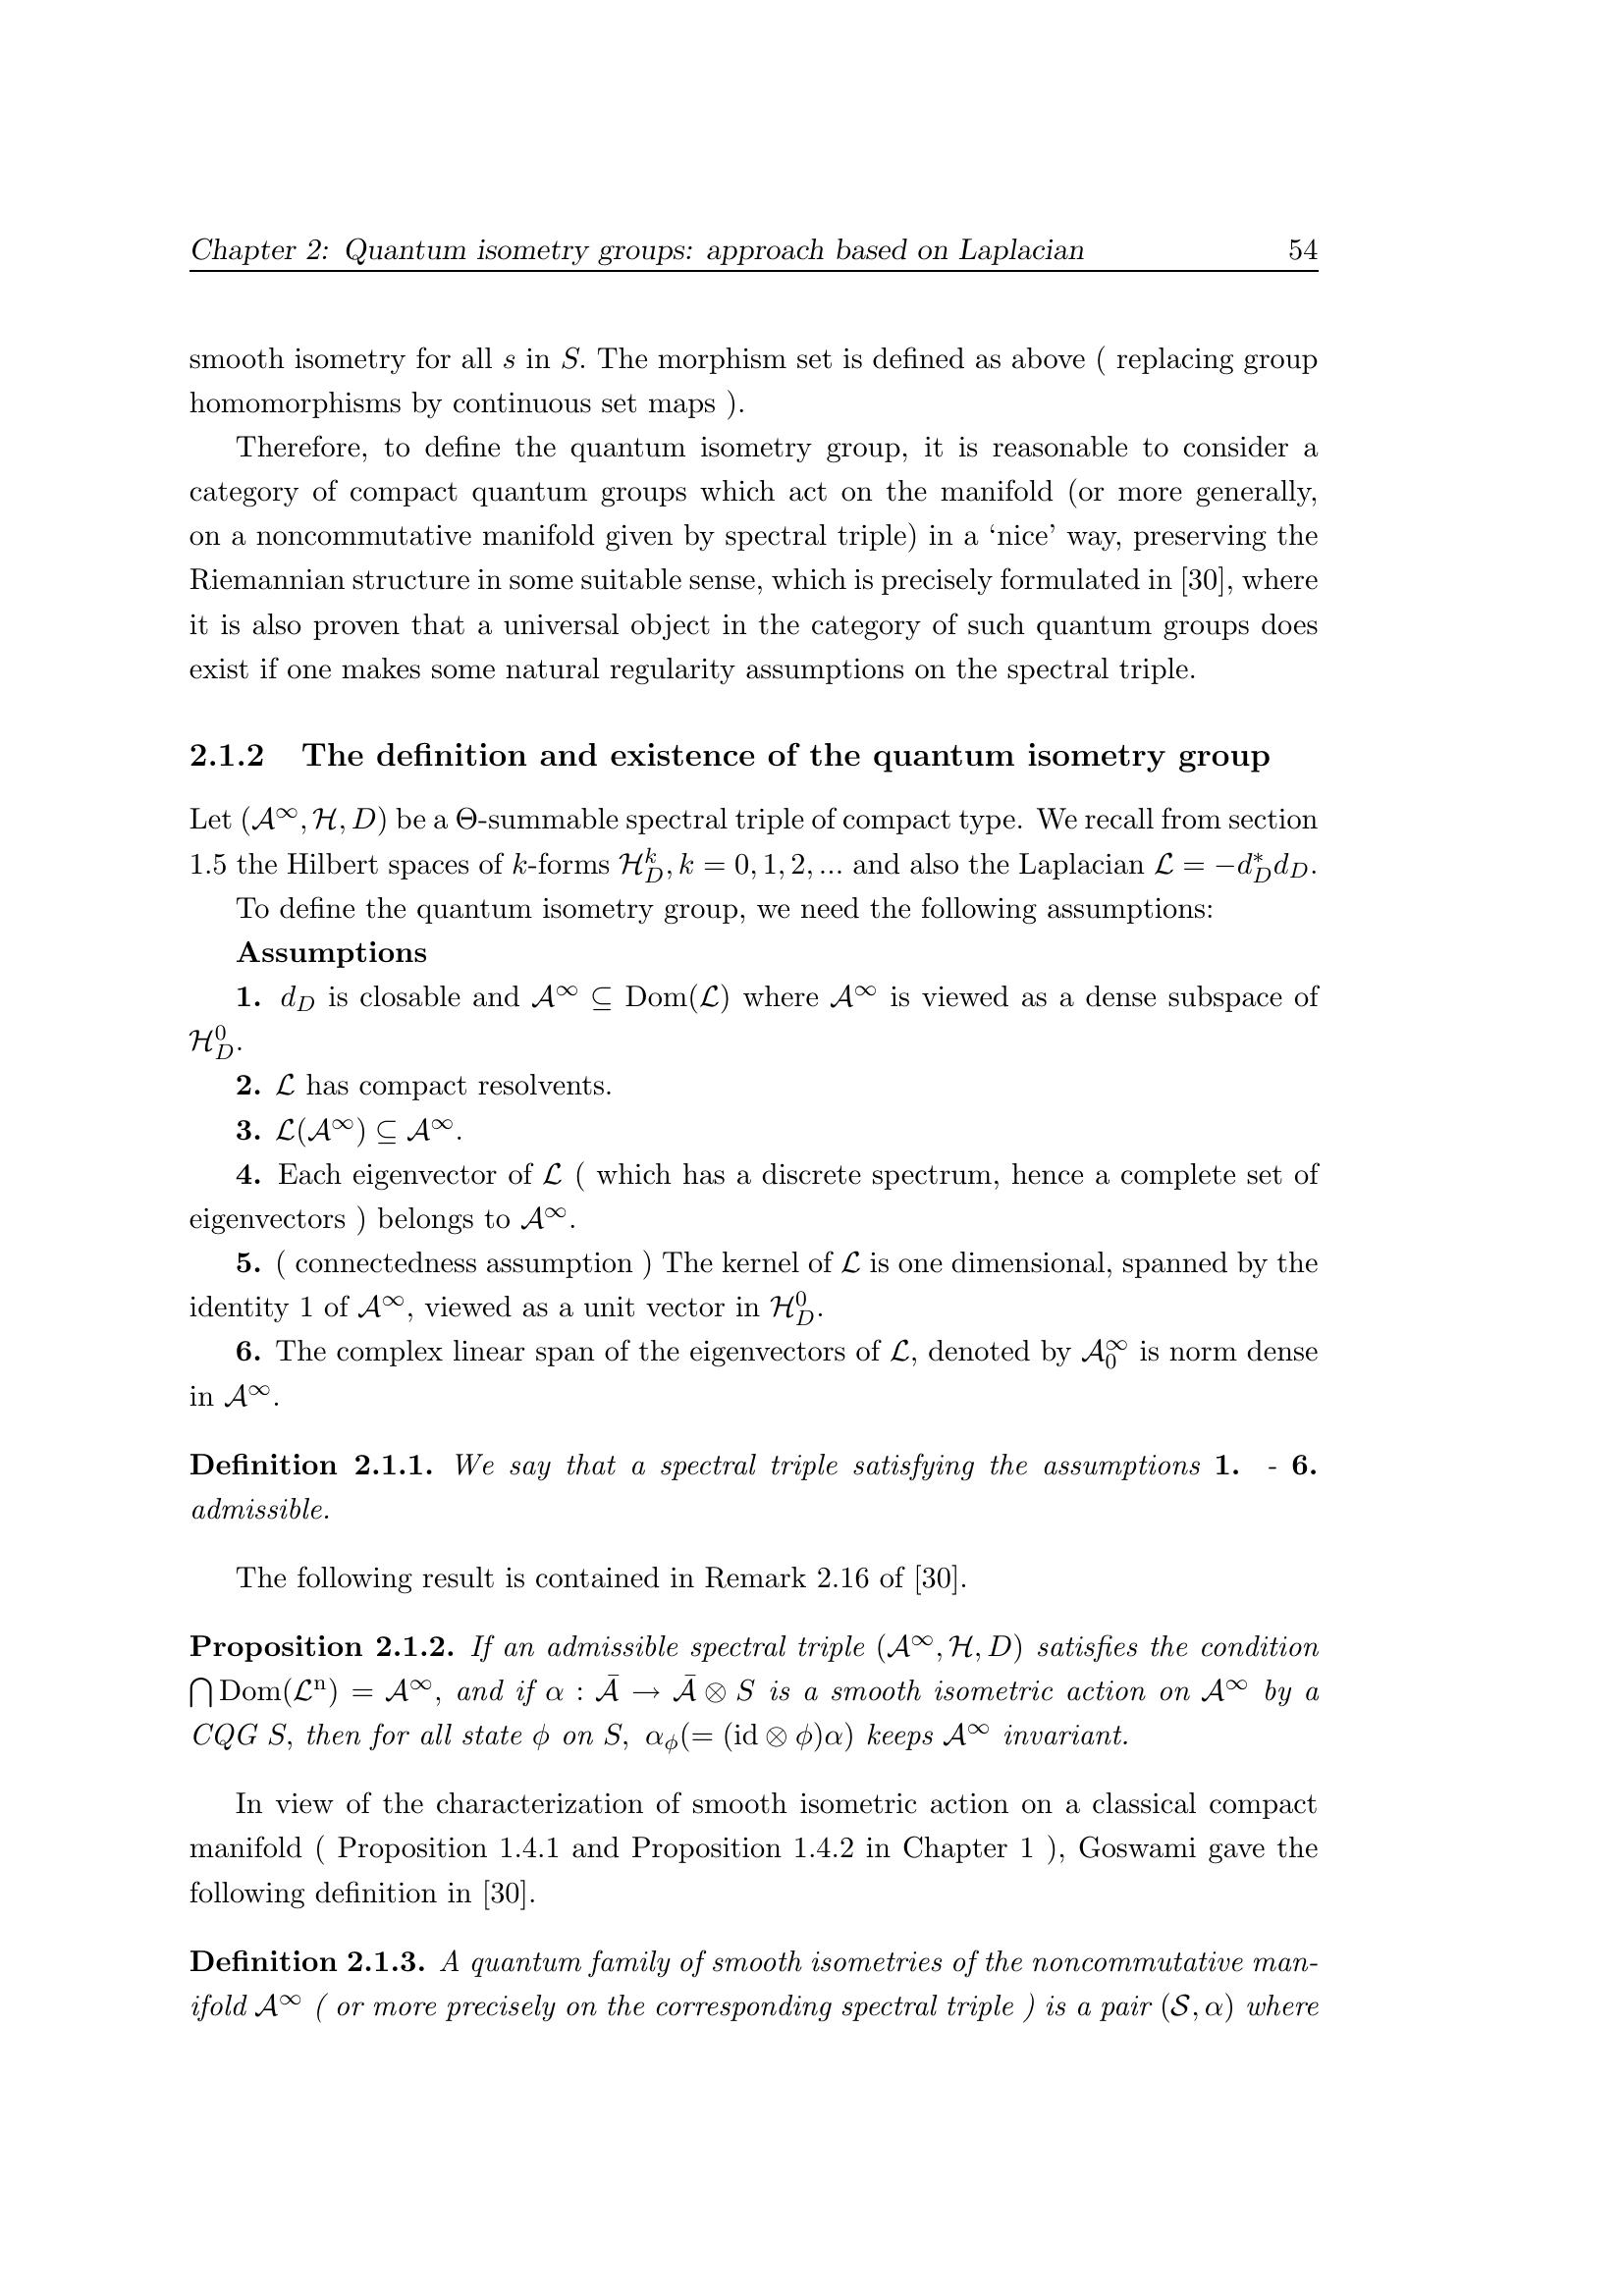 Chapter 2: Quantum isometry groups: approach based on Laplacian 54
smooth isometry for all s in S. The morphism set is defined as above ( replacing group
homomorphisms by continuous set maps ).
Therefore, to define the quantum isometry group, it is reasonable to consider a
category of compact quantum groups which act on the manifold (or more generally,
on a noncommutative manifold given by spectral triple) in a ‘nice’ way, preserving the
Riemannian structure in some suitable sense, which is precisely formulated in [30], where
it is also proven that a universal object in the category of such quantum groups does
exist if one makes some natural regularity assumptions on the spectral triple.
2.1.2 The definition and existence of the quantum isometry group
Let $(\mathcal{A}^\infty, \mathcal{H}, D)$ be a Θ-summable spectral triple of compact type. We recall from section
1.5 the Hilbert spaces of k-forms $\mathcal{H}^k_D, k = 0, 1, 2, ...$ and also the Laplacian $\mathcal{L} = -d^*_D d_D$.
To define the quantum isometry group, we need the following assumptions:
Assumptions
1. $d_D$ is closable and $\mathcal{A}^\infty \subseteq \mathrm{Dom}(\mathcal{L})$ where $\mathcal{A}^\infty$ is viewed as a dense subspace of
$\mathcal{H}^0_D$.
2. $\mathcal{L}$ has compact resolvents.
3. $\mathcal{L}(\mathcal{A}^\infty) \subseteq \mathcal{A}^\infty$.
4. Each eigenvector of $\mathcal{L}$ ( which has a discrete spectrum, hence a complete set of
eigenvectors ) belongs to $\mathcal{A}^\infty$.
5. ( connectedness assumption ) The kernel of $\mathcal{L}$ is one dimensional, spanned by the
identity 1 of $\mathcal{A}^\infty$, viewed as a unit vector in $\mathcal{H}^0_D$.
6. The complex linear span of the eigenvectors of $\mathcal{L}$, denoted by $\mathcal{A}^\infty_0$ is norm dense
in $\mathcal{A}^\infty$.
Definition 2.1.1. We say that a spectral triple satisfying the assumptions 1. - 6.
admissible.
The following result is contained in Remark 2.16 of [30].
Proposition 2.1.2. If an admissible spectral triple $(\mathcal{A}^\infty, \mathcal{H}, D)$ satisfies the condition
$\bigcap \mathrm{Dom}(\mathcal{L}^n) = \mathcal{A}^\infty$, and if $\alpha : \bar{\mathcal{A}} \to \bar{\mathcal{A}} \otimes S$ is a smooth isometric action on $\mathcal{A}^\infty$ by a
CQG S, then for all state $\phi$ on S, $\alpha_\phi (= (\mathrm{id} \otimes \phi)\alpha)$ keeps $\mathcal{A}^\infty$ invariant.
In view of the characterization of smooth isometric action on a classical compact
manifold ( Proposition 1.4.1 and Proposition 1.4.2 in Chapter 1 ), Goswami gave the
following definition in [30].
Definition 2.1.3. A quantum family of smooth isometries of the noncommutative man-
ifold $\mathcal{A}^\infty$ ( or more precisely on the corresponding spectral triple ) is a pair $(\mathcal{S}, \alpha)$ where